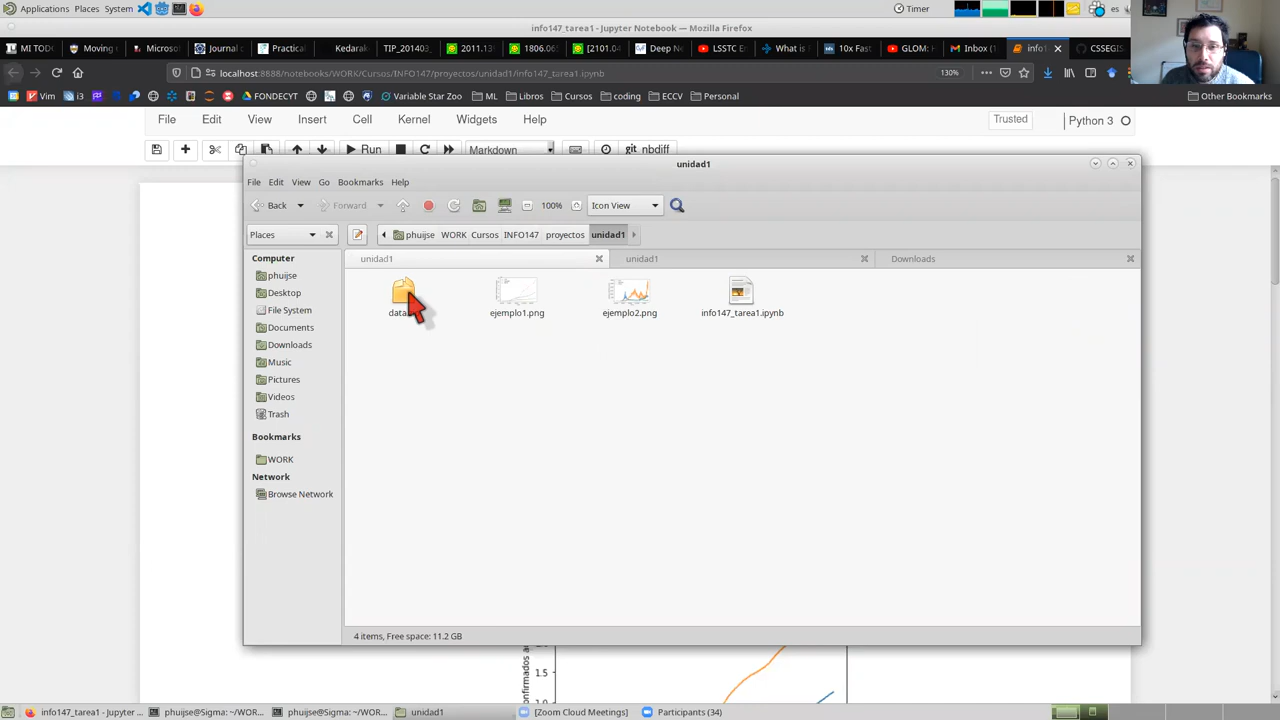 Applications Places System
Timer
es
info147_tarea1 - Jupyter Notebook — Mozilla Firefox
MI TODO
Moving
Microsof
Journal
Practical
Kedarak
TIP_201403
2011.13
1806.06
[2101.04
Deep Ne
LSSTC E
What is
10x Fast
GLOM:
Inbox (1
info1
CSSEGIS
localhost:8888/notebooks/WORK/Cursos/INFO147/proyectos/unidad1/info147_tarea1.ipynb
130%
Vim
i3
FONDECYT
Variable Star Zoo
ML
Libros
Cursos
coding
ECCV
Personal
Other Bookmarks
File Edit View Insert Cell Kernel Widgets Help
Trusted
Python 3
Run
Markdown
nbdiff
unidad1
File Edit View Go Bookmarks Help
Back
Forward
100%
Icon View
Places
phuijse WORK Cursos INFO147 proyectos unidad1
Computer
phuijse
Desktop
File System
Documents
Downloads
Music
Pictures
Videos
Trash
Bookmarks
WORK
Network
Browse Network
unidad1
unidad1
Downloads
data
ejemplo1.png
ejemplo2.png
info147_tarea1.ipynb
4 items, Free space: 11.2 GB
1.5
info147_tarea1 - Jupyter ...
phuijse@Sigma: ~/WOR...
phuijse@Sigma: ~/WOR...
unidad1
[Zoom Cloud Meetings]
Participants (34)